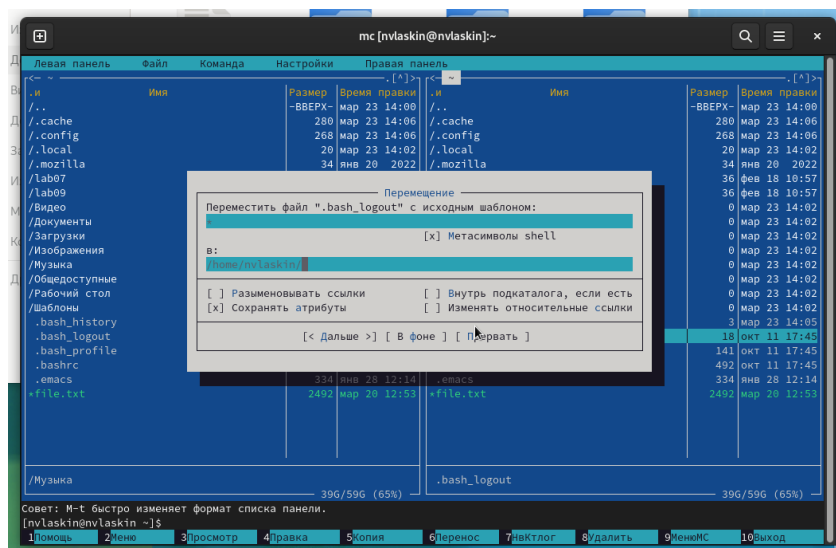 mc [nvlaskin@nvlaskin]:~
Левая панель Файл Команда Настройки Правая панель
<— ~ .[^]> <— ~ .[^]>
.и Имя Размер Время правки .и Имя Размер Время правки
/.. -ВВЕРХ- мар 23 14:00 /.. -ВВЕРХ- мар 23 14:00
/.cache 280 мар 23 14:06 /.cache 280 мар 23 14:06
/.config 268 мар 23 14:06 /.config 268 мар 23 14:06
/.local 20 мар 23 14:02 /.local 20 мар 23 14:02
/.mozilla 34 янв 20 2022 /.mozilla 34 янв 20 2022
/lab07 36 фев 18 10:57
/lab09 36 фев 18 10:57
Перемещение
/Видео 0 мар 23 14:02
Переместить файл ".bash_logout" с исходным шаблоном:
/Документы 0 мар 23 14:02
*
/Загрузки 0 мар 23 14:02
[x] Метасимволы shell
/Изображения 0 мар 23 14:02
в:
/Музыка 0 мар 23 14:02
/home/nvlaskin/
/Общедоступные 0 мар 23 14:02
/Рабочий стол 0 мар 23 14:02
[ ] Разыменовывать ссылки [ ] Внутрь подкаталога, если есть
/Шаблоны 0 мар 23 14:02
[x] Сохранять атрибуты [ ] Изменять относительные ссылки
.bash_history 3 мар 23 14:05
.bash_logout 18 окт 11 17:45
[< Дальше >] [ В фоне ] [ Прервать ]
.bash_profile 141 окт 11 17:45
.bashrc 492 окт 11 17:45
.emacs 334 янв 28 12:14 .emacs 334 янв 28 12:14
*file.txt 2492 мар 20 12:53 *file.txt 2492 мар 20 12:53
/Музыка .bash_logout
39G/59G (65%) 39G/59G (65%)
Совет: M-t быстро изменяет формат списка панели.
[nvlaskin@nvlaskin ~]$
1Помощь 2Меню 3Просмотр 4Правка 5Копия 6Перенос 7НвКтлог 8Удалить 9МенюМС 10Выход